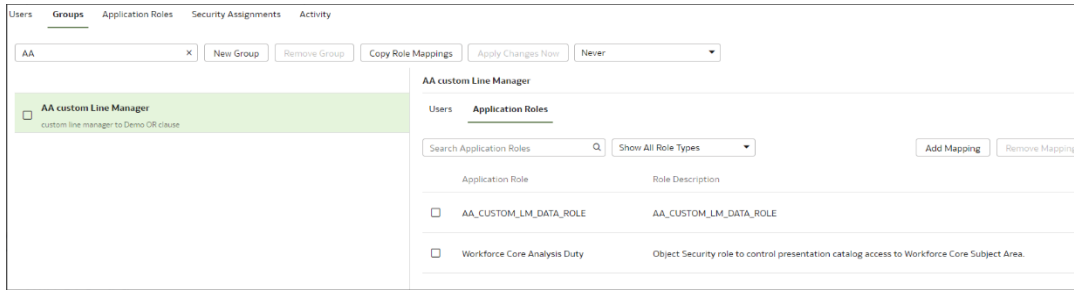 Users Groups Application Roles Security Assignments Activity
AA × New Group Remove Group Copy Role Mappings Apply Changes Now Never
AA custom Line Manager
AA custom Line Manager
custom line manager to Demo OR clause
Users Application Roles
Search Application Roles Show All Role Types Add Mapping Remove Mapping
Application Role Role Description
AA_CUSTOM_LM_DATA_ROLE AA_CUSTOM_LM_DATA_ROLE
Workforce Core Analysis Duty Object Security role to control presentation catalog access to Workforce Core Subject Area.